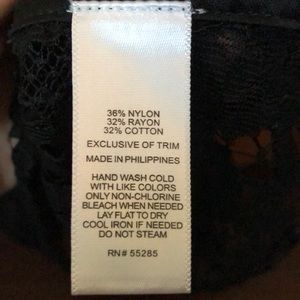 36% NYLON
32% RAYON
32% COTTON
EXCLUSIVE OF TRIM
MADE IN PHILIPPINES
HAND WASH COLD
WITH LIKE COLORS
ONLY NON-CHLORINE
BLEACH WHEN NEEDED
LAY FLAT TO DRY
COOL IRON IF NEEDED
DO NOT STEAM
RN# 55285